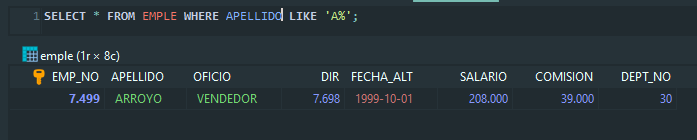 1 SELECT * FROM EMPLE WHERE APELLIDO LIKE 'A%';
emple (1r × 8c)
EMP_NO APELLIDO OFICIO DIR FECHA_ALT SALARIO COMISION DEPT_NO
7.499 ARROYO VENDEDOR 7.698 1999-10-01 208.000 39.000 30